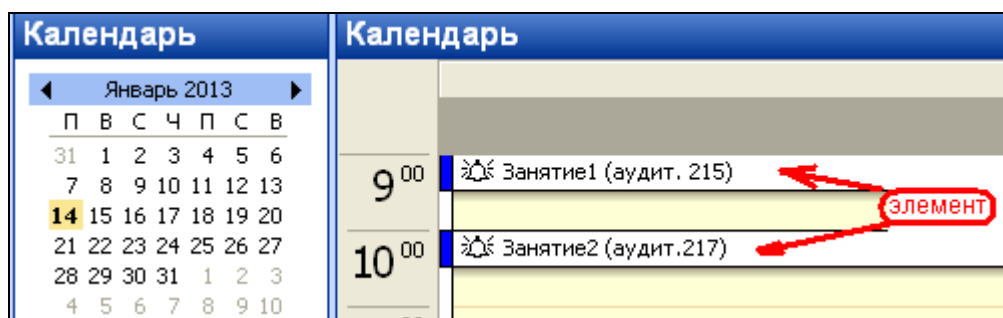 Календарь
Январь 2013
П В С Ч П С В
31 1 2 3 4 5 6
7 8 9 10 11 12 13
14 15 16 17 18 19 20
21 22 23 24 25 26 27
28 29 30 31 1 2 3
4 5 6 7 8 9 10
Календарь
9 00 Занятие1 (аудит. 215)
элемент
10 00 Занятие2 (аудит.217)